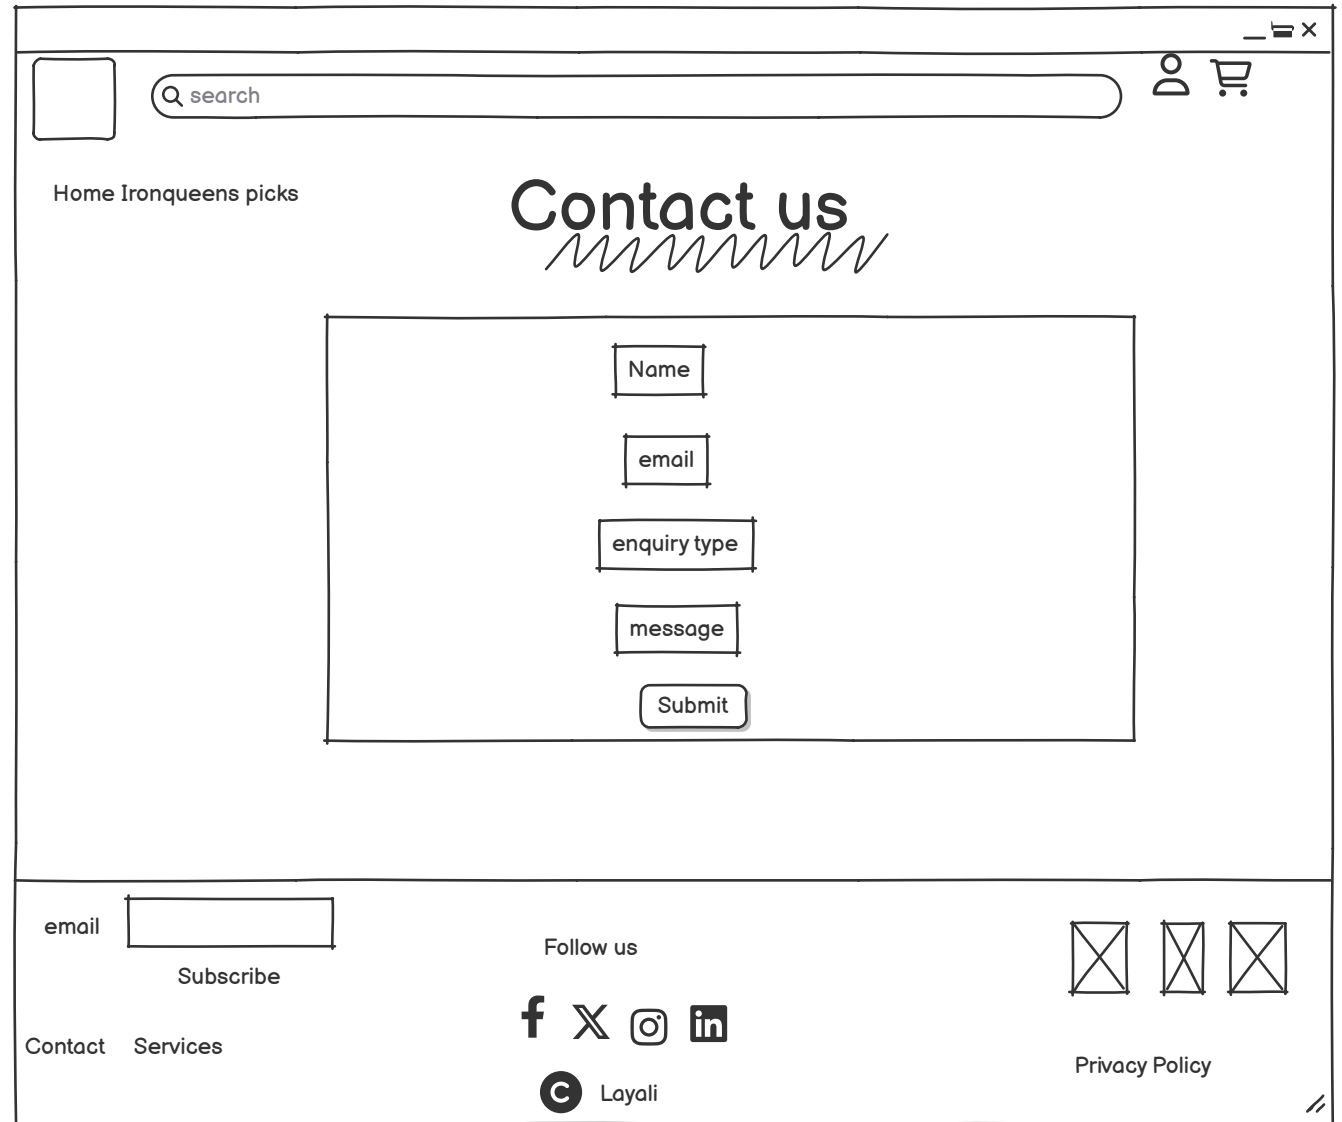 search
Home Ironqueens picks
Contact us
Name
email
enquiry type
message
Submit
email
Subscribe
Follow us
Contact Services
Privacy Policy
C Layali